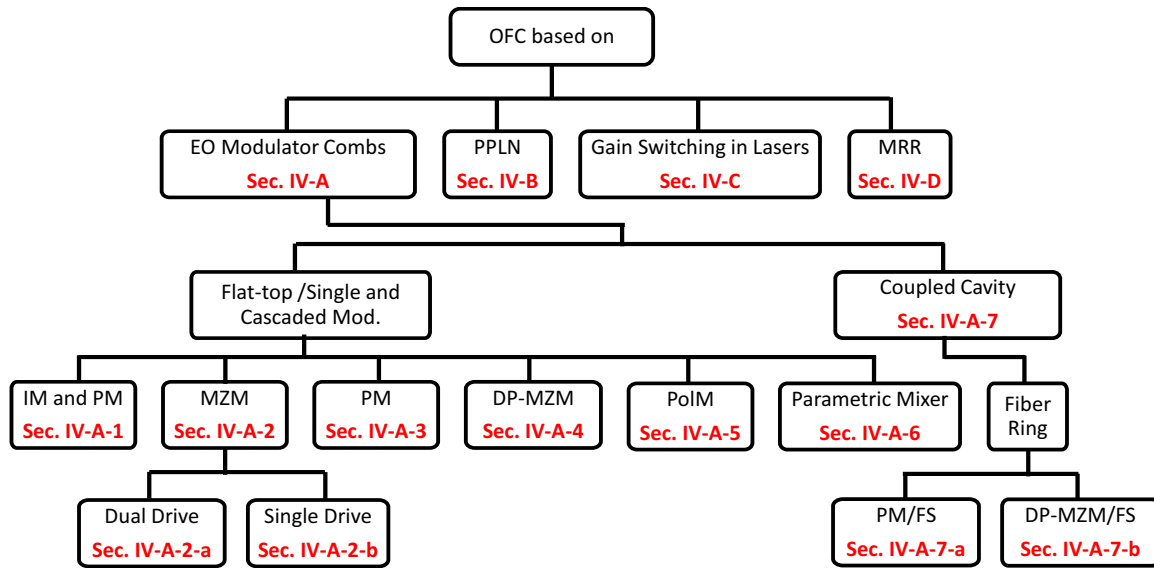 OFC based on
EO Modulator Combs
Sec. IV-A
PPLN
Sec. IV-B
Gain Switching in Lasers
Sec. IV-C
MRR
Sec. IV-D
Flat-top /Single and
Cascaded Mod.
Coupled Cavity
Sec. IV-A-7
IM and PM
Sec. IV-A-1
MZM
Sec. IV-A-2
PM
Sec. IV-A-3
DP-MZM
Sec. IV-A-4
PolM
Sec. IV-A-5
Parametric Mixer
Sec. IV-A-6
Fiber
Ring
Dual Drive
Sec. IV-A-2-a
Single Drive
Sec. IV-A-2-b
PM/FS
Sec. IV-A-7-a
DP-MZM/FS
Sec. IV-A-7-b